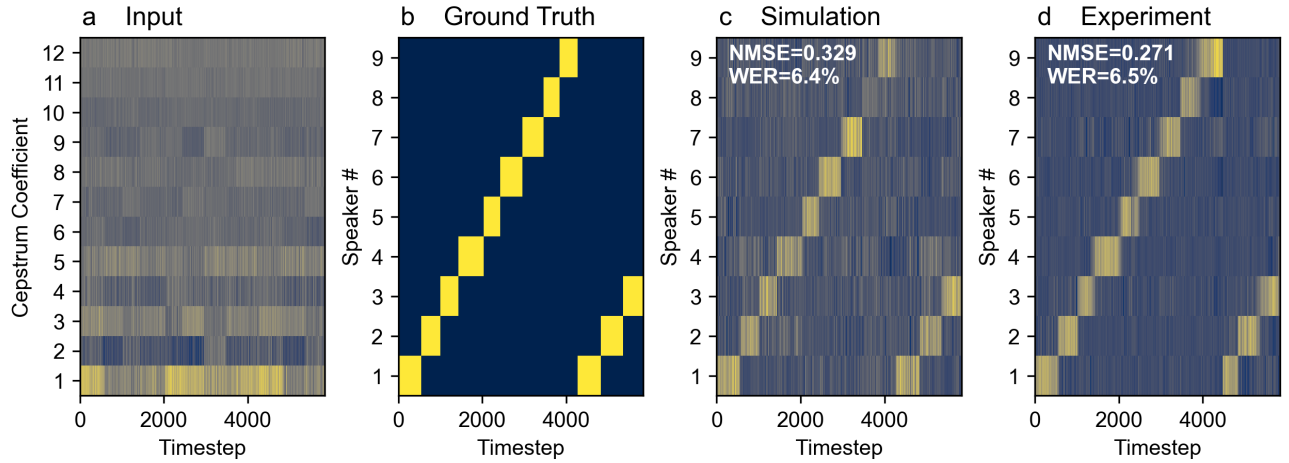 a Input
b Ground Truth
c Simulation
d Experiment
Cepstrum Coefficient
12
11
10
9
8
7
6
5
4
3
2
1
0 2000 4000
Timestep
Speaker #
9
8
7
6
5
4
3
2
1
0 2000 4000
Timestep
Speaker #
9
8
7
6
5
4
3
2
1
NMSE=0.329
WER=6.4%
0 2000 4000
Timestep
Speaker #
9
8
7
6
5
4
3
2
1
NMSE=0.271
WER=6.5%
0 2000 4000
Timestep